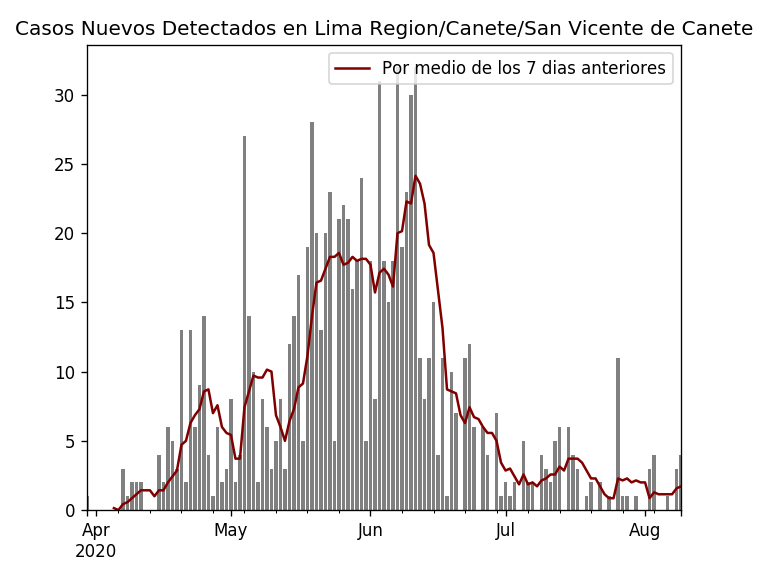 Casos Nuevos Detectados en Lima Region/Canete/San Vicente de Canete
Por medio de los 7 dias anteriores
30
25
20
15
10
5
0
Apr May Jun Jul Aug
2020